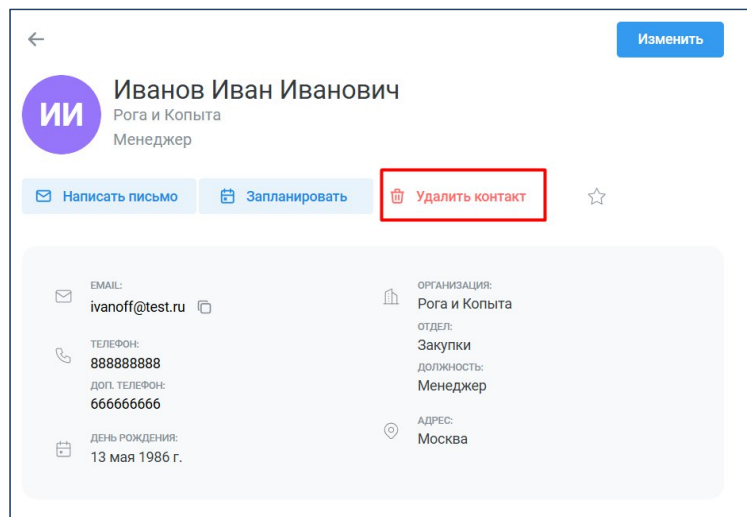 Изменить
ИИ
Иванов Иван Иванович
Рога и Копыта
Менеджер
Написать письмо
Запланировать
Удалить контакт
EMAIL:
ivanoff@test.ru
ТЕЛЕФОН:
888888888
ДОП. ТЕЛЕФОН:
666666666
ДЕНЬ РОЖДЕНИЯ:
13 мая 1986 г.
ОРГАНИЗАЦИЯ:
Рога и Копыта
ОТДЕЛ:
Закупки
ДОЛЖНОСТЬ:
Менеджер
АДРЕС:
Москва